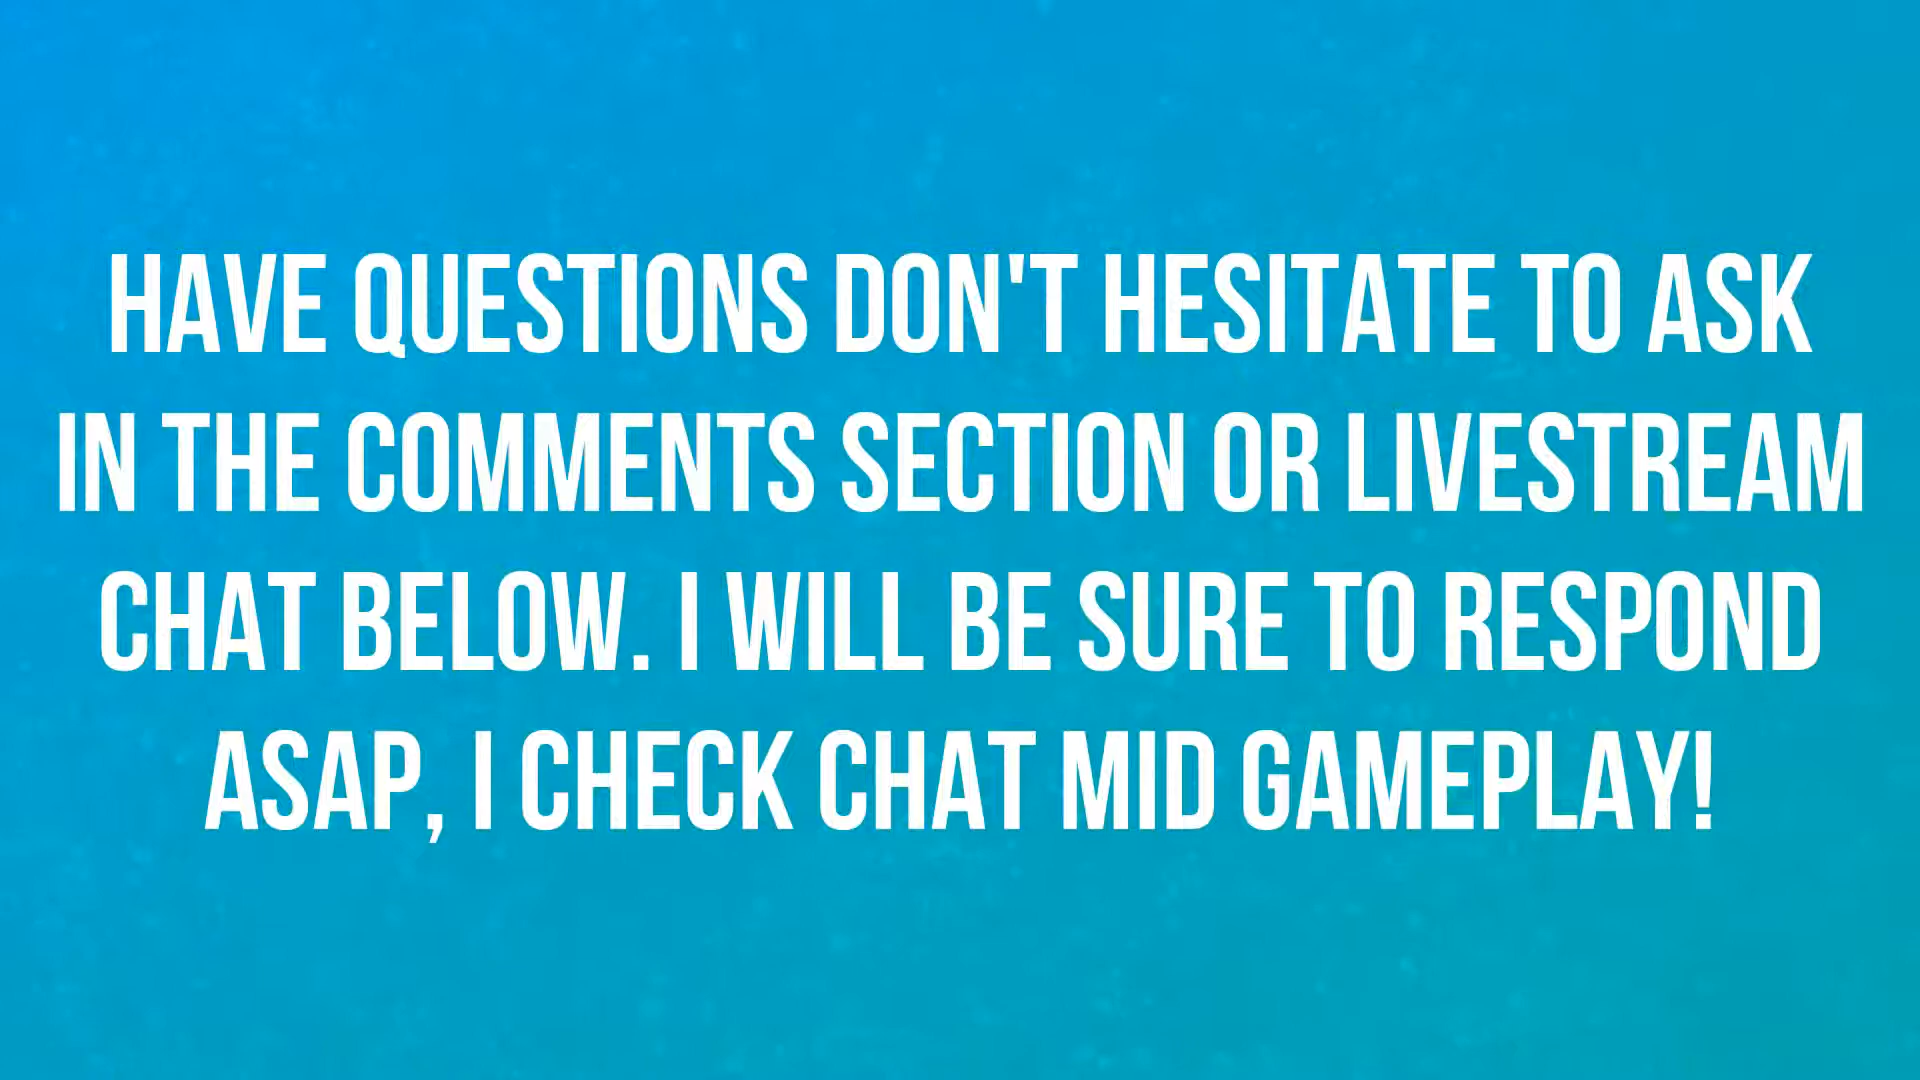 HAVE QUESTIONS DON'T HESITATE TO ASK
IN THE COMMENTS SECTION OR LIVESTREAM
CHAT BELOW. I WILL BE SURE TO RESPOND
ASAP, I CHECK CHAT MID GAMEPLAY!